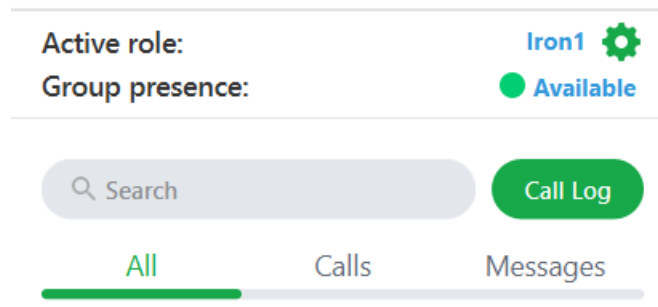 Active role: Iron1
Group presence: Available
Search Call Log
All Calls Messages